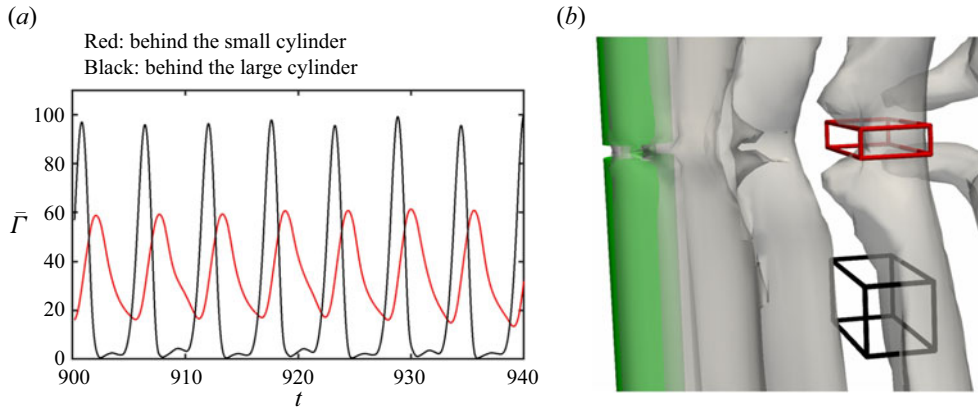 (a)
Red: behind the small cylinder
Black: behind the large cylinder
100
80
60
Γ̿
40
20
0
900 910 920 930 940
t
(b)